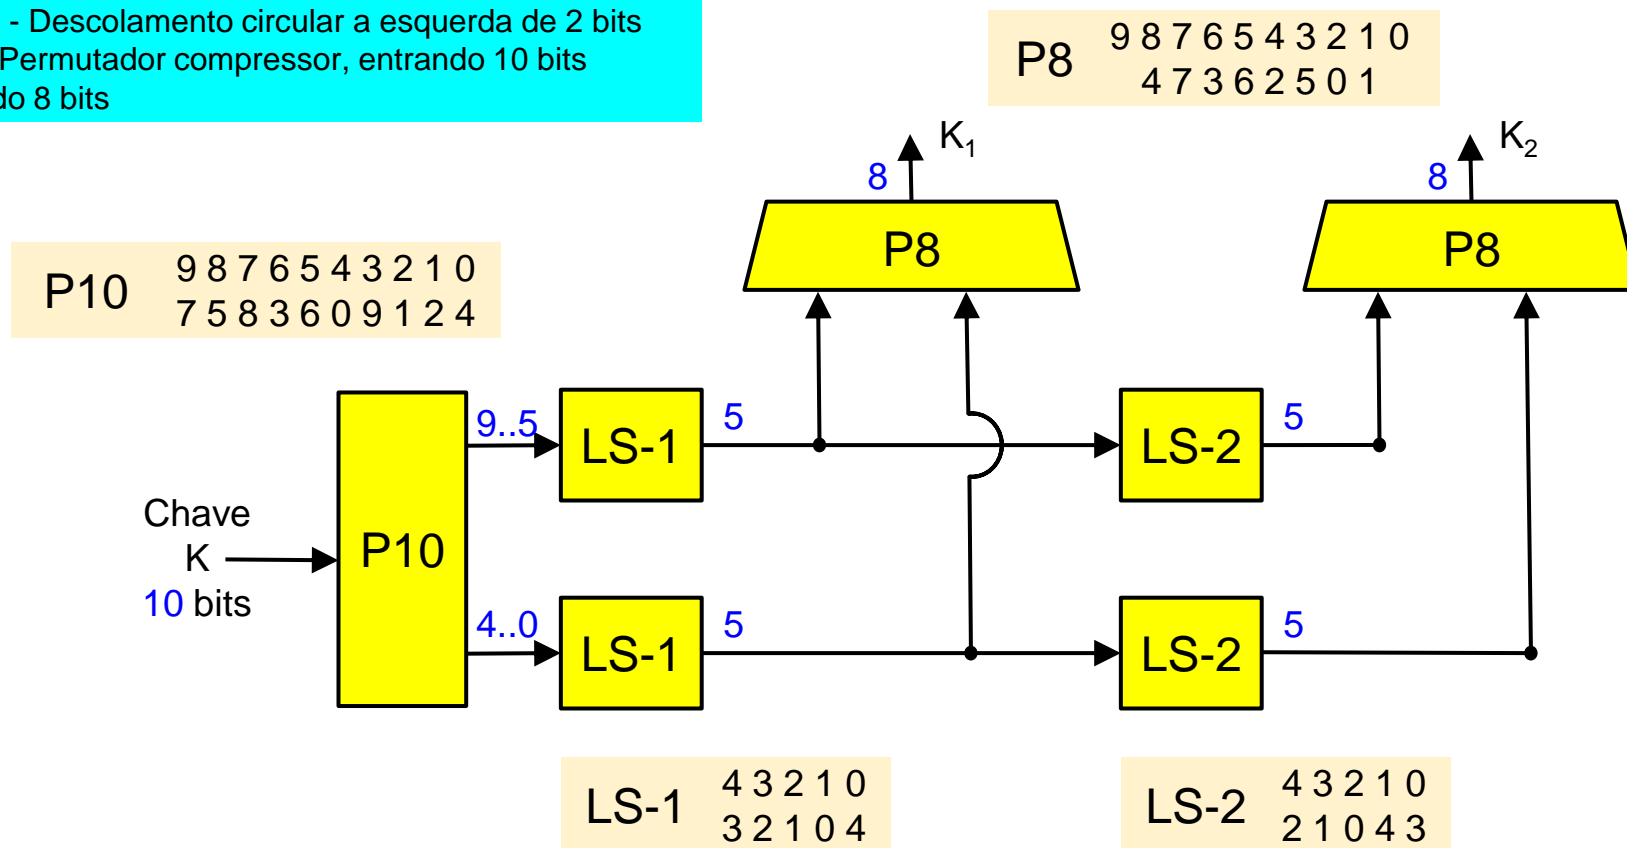 - Descolamento circular a esquerda de 2 bits
Permutador compressor, entrando 10 bits
do 8 bits
P8
9 8 7 6 5 4 3 2 1 0
4 7 3 6 2 5 0 1
K1
8
P8
K2
8
P8
P10
9 8 7 6 5 4 3 2 1 0
7 5 8 3 6 0 9 1 2 4
9..5
LS-1
5
LS-2
5
Chave
K
10 bits
P10
4..0
LS-1
5
LS-2
5
LS-1
4 3 2 1 0
3 2 1 0 4
LS-2
4 3 2 1 0
2 1 0 4 3